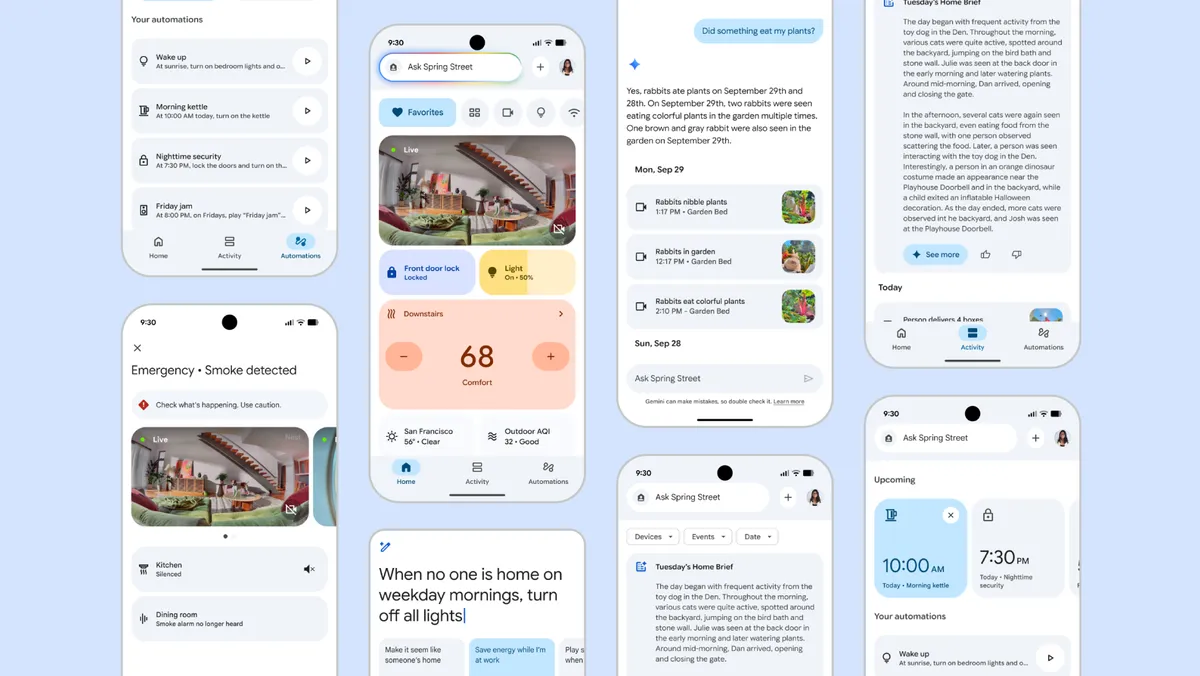 Your automations
Wake up
At sunrise, turn on bedroom lights and o...
Morning kettle
At 10:00 AM today, turn on the kettle
Nighttime security
At 7:30 PM, lock the doors and turn on th...
Friday jam
At 8:00 PM, on Fridays, play "Friday jam"...
Home
Activity
Automations
9:30
Emergency • Smoke detected
Check what's happening. Use caution.
Live
Nest
Kitchen
Silenced
Dining room
Smoke alarm no longer heard
9:30
Ask Spring Street
Favorites
Live
Front door lock
Locked
Light
On • 50%
Downstairs
68
Comfort
San Francisco
56° • Clear
Outdoor AQI
32 • Good
Home
Activity
Automations
When no one is home on
weekday mornings, turn
off all lights
Make it seem like
someone's home
Save energy while I'm
at work
Play s
when
Did something eat my plants?
Yes, rabbits ate plants on September 29th and
28th. On September 29th, two rabbits were seen
eating colorful plants in the garden multiple times.
One brown and gray rabbit were also seen in the
garden on September 29th.
Mon, Sep 29
Rabbits nibble plants
1:17 PM • Garden Bed
Rabbits in garden
12:17 PM • Garden Bed
Rabbits eat colorful plants
2:10 PM - Garden Bed
Sun, Sep 28
Ask Spring Street
Gemini can make mistakes, so double check it. Learn more
9:30
Ask Spring Street
Devices
Events
Date
Tuesday's Home Brief
The day began with frequent activity from the
toy dog in the Den. Throughout the morning,
various cats were quite active, spotted around
the backyard, jumping on the bird bath and
stone wall. Julie was seen at the back door in
the early morning and later watering plants.
Around mid-morning, Dan arrived, opening
and closing the gate.
Tuesday's Home Brief
The day began with frequent activity from the
toy dog in the Den. Throughout the morning,
various cats were quite active, spotted around
the backyard, jumping on the bird bath and
stone wall. Julie was seen at the back door in
the early morning and later watering plants.
Around mid-morning, Dan arrived, opening
and closing the gate.
In the afternoon, several cats were again seen
in the backyard, even eating food from the
stone wall, with one person observed
scattering the food. Later, a person was seen
interacting with the toy dog in the Den.
Interestingly, a person in an orange dinosaur
costume made an appearance near the
Playhouse Doorbell and in the backyard, while
a child exited an Inflatable Halloween
decoration. As the day ended, more cats were
observed int he backyard, and Josh was seen
at the Playhouse Doorbell.
See more
Today
Person delivers 4 boxes
Home
Activity
Automations
9:30
Ask Spring Street
Upcoming
10:00 AM
Today • Morning kettle
7:30 PM
Today • Nighttime
security
Your automations
Wake up
At sunrise, turn on bedroom lights and o...